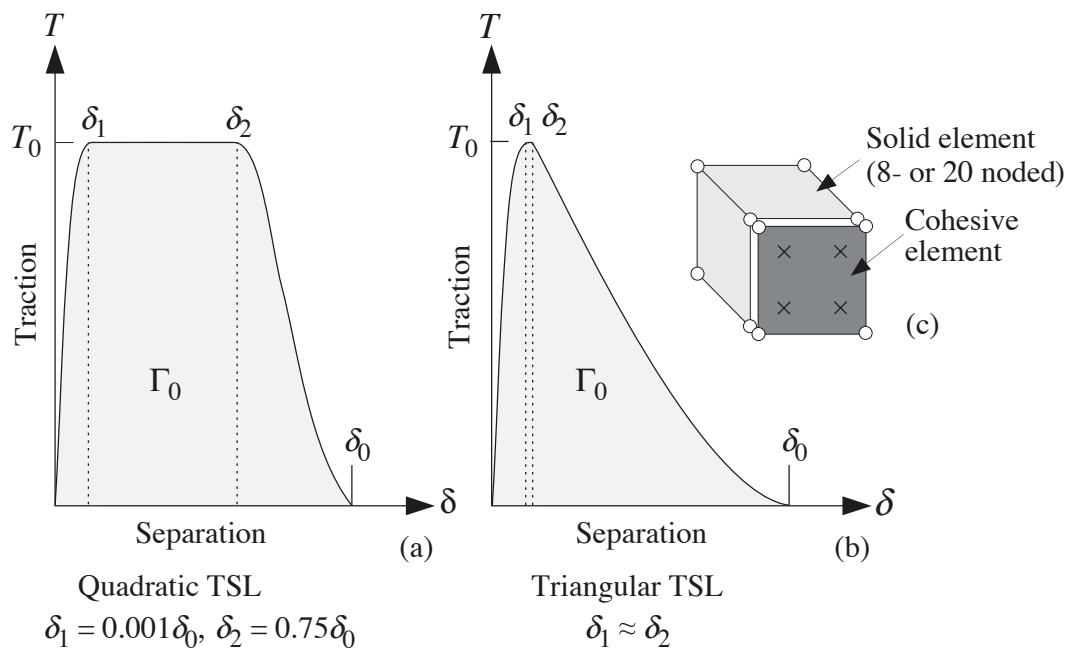 T
T₀
δ₁
δ₂
Traction
Γ₀
δ₀
δ
Separation
(a)
Quadratic TSL
δ₁ = 0.001δ₀, δ₂ = 0.75δ₀
T
T₀
δ₁ δ₂
Traction
Γ₀
δ₀
δ
Separation
(b)
Triangular TSL
δ₁ ≈ δ₂
Solid element
(8- or 20 noded)
Cohesive
element
(c)